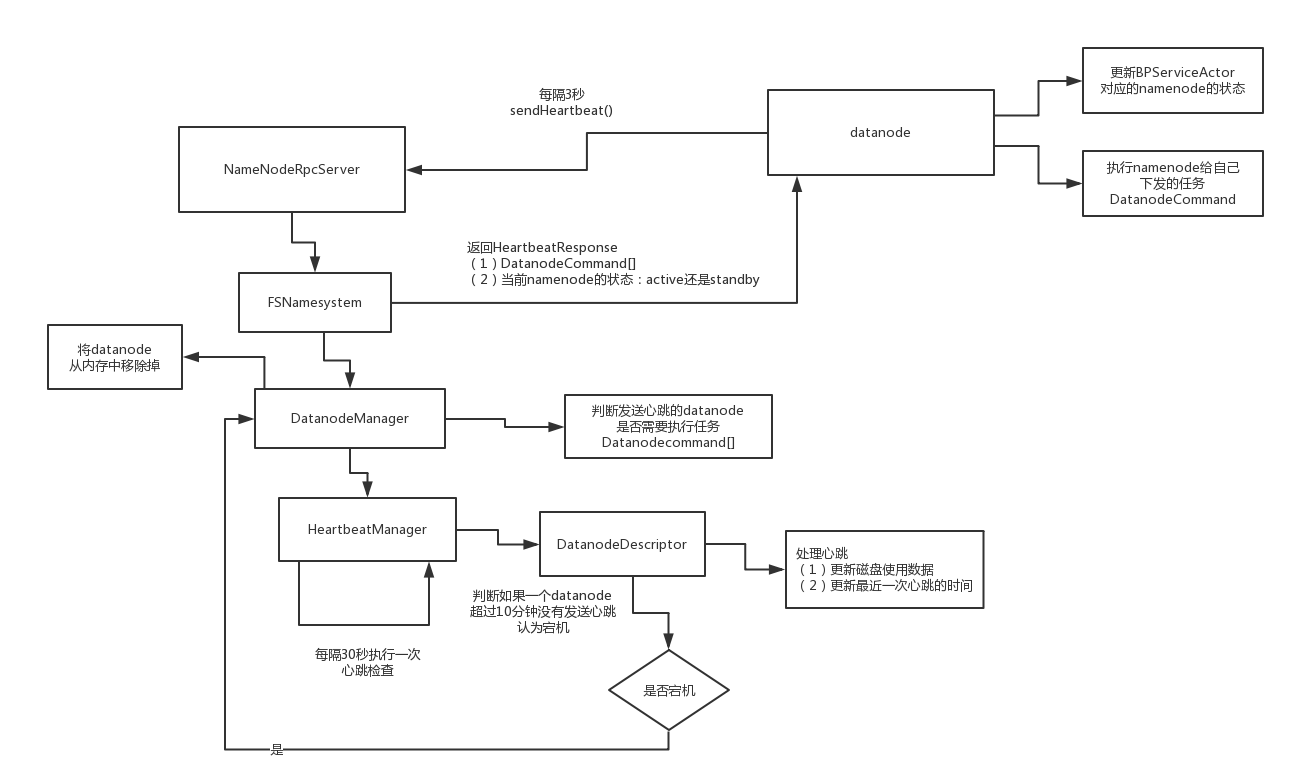 更新BPServiceActor
对应的namenode的状态
每隔3秒
sendHeartbeat()
datanode
NameNodeRpcServer
执行namenode给自己
下发的任务
DatanodeCommand
返回HeartbeatResponse
（1）DatanodeCommand[]
（2）当前namenode的状态：active还是standby
FSNamesystem
将datanode
从内存中移除掉
DatanodeManager
判断发送心跳的datanode
是否需要执行任务
Datanodecommand[]
HeartbeatManager
DatanodeDescriptor
处理心跳
（1）更新磁盘使用数据
（2）更新最近一次心跳的时间
判断如果一个datanode
超过10分钟没有发送心跳
认为宕机
每隔30秒执行一次
心跳检查
是否宕机
是